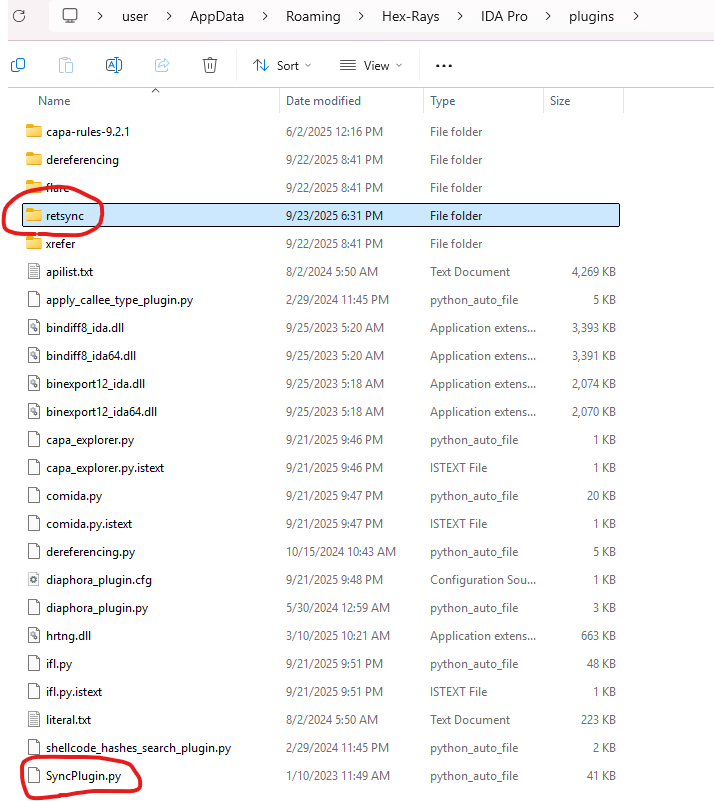 user > AppData > Roaming > Hex-Rays > IDA Pro > plugins >
Sort View ...
Name Date modified Type Size
capa-rules-9.2.1 6/2/2025 12:16 PM File folder
dereferencing 9/22/2025 8:41 PM File folder
flare 9/22/2025 8:41 PM File folder
retsync 9/23/2025 6:31 PM File folder
xrefer 9/22/2025 8:41 PM File folder
apilist.txt 8/2/2024 5:50 AM Text Document 4,269 KB
apply_callee_type_plugin.py 2/29/2024 11:45 PM python_auto_file 5 KB
bindiff8_ida.dll 9/25/2023 5:20 AM Application extens... 3,393 KB
bindiff8_ida64.dll 9/25/2023 5:20 AM Application extens... 3,391 KB
binexport12_ida.dll 9/25/2023 5:18 AM Application extens... 2,074 KB
binexport12_ida64.dll 9/25/2023 5:18 AM Application extens... 2,070 KB
capa_explorer.py 9/21/2025 9:46 PM python_auto_file 1 KB
capa_explorer.py.istext 9/21/2025 9:46 PM ISTEXT File 1 KB
comida.py 9/21/2025 9:47 PM python_auto_file 20 KB
comida.py.istext 9/21/2025 9:47 PM ISTEXT File 1 KB
dereferencing.py 10/15/2024 10:43 AM python_auto_file 5 KB
diaphora_plugin.cfg 9/21/2025 9:48 PM Configuration Sou... 1 KB
diaphora_plugin.py 5/30/2024 12:59 AM python_auto_file 3 KB
hrtng.dll 3/10/2025 10:21 AM Application extens... 663 KB
ifl.py 9/21/2025 9:51 PM python_auto_file 48 KB
ifl.py.istext 9/21/2025 9:51 PM ISTEXT File 1 KB
literal.txt 8/2/2024 5:50 AM Text Document 223 KB
shellcode_hashes_search_plugin.py 2/29/2024 11:45 PM python_auto_file 2 KB
SyncPlugin.py 1/10/2023 11:49 AM python_auto_file 41 KB